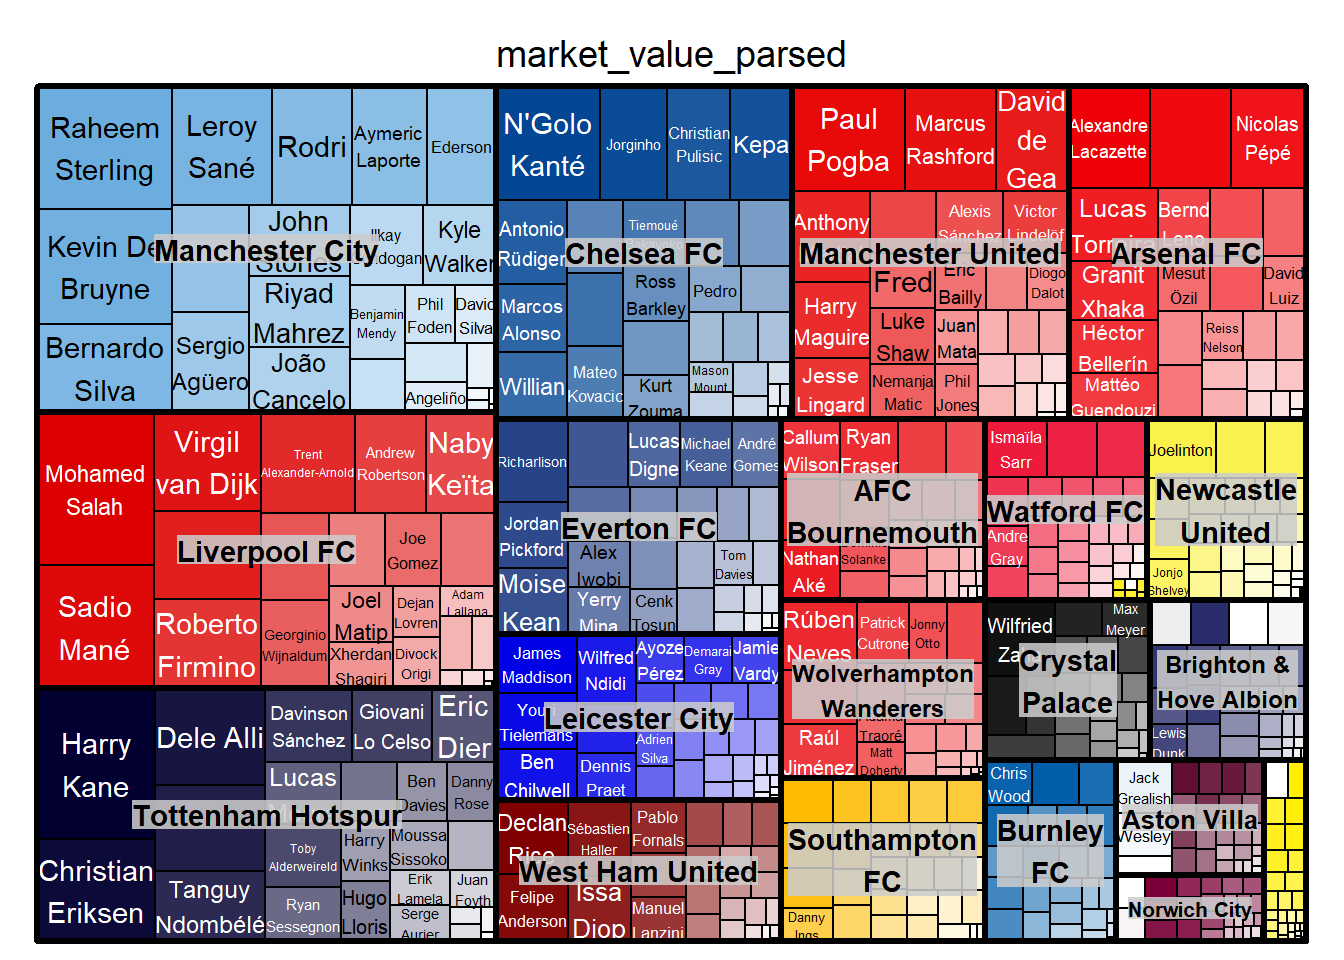 market_value_parsed
Raheem
Sterling
Leroy
Sané
Rodri
Aymeric
Laporte
Ederson
Kevin De
Bruyne
Bernardo
Silva
Sergio
Agüero
John
Stones
Riyad
Mahrez
João
Cancelo
Ilkay
Kyle
Walker
Benjamin
Mendy
Phil
Foden
David
Silva
Angeliño
Manchester City
N'Golo
Kanté
Jorginho
Christian
Pulisic
Kepa
Antonio
Rüdiger
Marcos
Alonso
Willian
Mateo
Kovacic
Tiemoué
Ross
Barkley
Kurt
Zouma
Pedro
Mason
Mount
Chelsea FC
Paul
Pogba
Marcus
Rashford
David
de
Gea
Anthony
Harry
Maguire
Jesse
Lingard
Fred
Luke
Shaw
Nemanja
Matic
Alexis
Sánchez
Victor
Lindelöf
Eric
Bailly
Diogo
Dalot
Juan
Mata
Phil
Jones
Manchester United
Alexandre
Lacazette
Nicolas
Pépé
Lucas
Torreira
Bernd
Leno
Granit
Xhaka
Héctor
Bellerín
Mattéo
Guendouzi
Mesut
Özil
David
Luiz
Reiss
Nelson
Arsenal FC
Mohamed
Salah
Sadio
Mané
Virgil
van Dijk
Trent
Alexander-Arnold
Andrew
Robertson
Naby
Keïta
Roberto
Firmino
Georginio
Wijnaldum
Joe
Gomez
Joel
Matip
Xherdan
Shaqiri
Dejan
Lovren
Divock
Origi
Adam
Lallana
Liverpool FC
Richarlison
Lucas
Digne
Michael
Keane
André
Gomes
Jordan
Pickford
Moise
Kean
Alex
Iwobi
Yerry
Mina
Cenk
Tosun
Tom
Davies
Everton FC
Callum
Wilson
Ryan
Fraser
Nathan
Aké
Solanke
AFC
Bournemouth
Ismaïla
Sarr
Andre
Gray
Watford FC
Joelinton
Jonjo
Shelvey
Newcastle
United
James
Maddison
Wilfred
Ndidi
Ayoze
Pérez
Demarai
Gray
Jamie
Vardy
Youri
Tielemans
Ben
Chilwell
Dennis
Praet
Adrien
Silva
Leicester City
Rúben
Neves
Patrick
Cutrone
Jonny
Otto
Raúl
Jiménez
Adama
Traoré
Matt
Doherty
Wolverhampton
Wanderers
Wilfried
Zaha
Max
Meyer
Crystal
Palace
Lewis
Dunk
Brighton &
Hove Albion
Harry
Kane
Christian
Eriksen
Dele Alli
Tanguy
Ndombélé
Davinson
Sánchez
Giovani
Lo Celso
Eric
Dier
Lucas
Toby
Alderweireld
Ryan
Sessegnon
Harry
Winks
Hugo
Lloris
Ben
Davies
Danny
Rose
Moussa
Sissoko
Erik
Lamela
Juan
Foyth
Serge
Aurier
Tottenham Hotspur
Declan
Rice
Sébastien
Haller
Pablo
Fornals
Felipe
Anderson
Issa
Diop
Manuel
Lanzini
West Ham United
Danny
Ings
Southampton
FC
Chris
Wood
Burnley
FC
Jack
Grealish
Wesley
Aston Villa
Norwich City